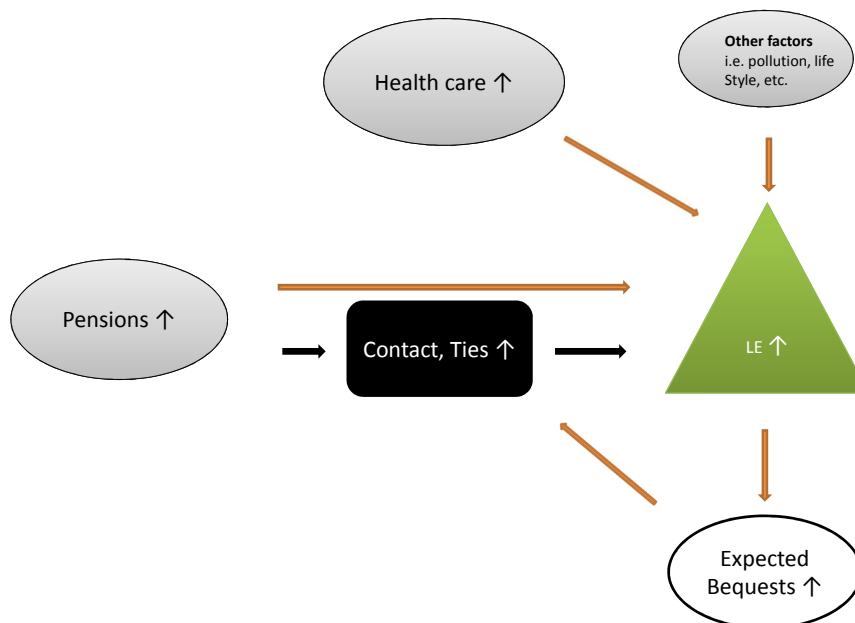 Other factors
i.e. pollution, life
Style, etc.
Health care ↑
Pensions ↑
Contact, Ties ↑
LE ↑
Expected
Bequests ↑